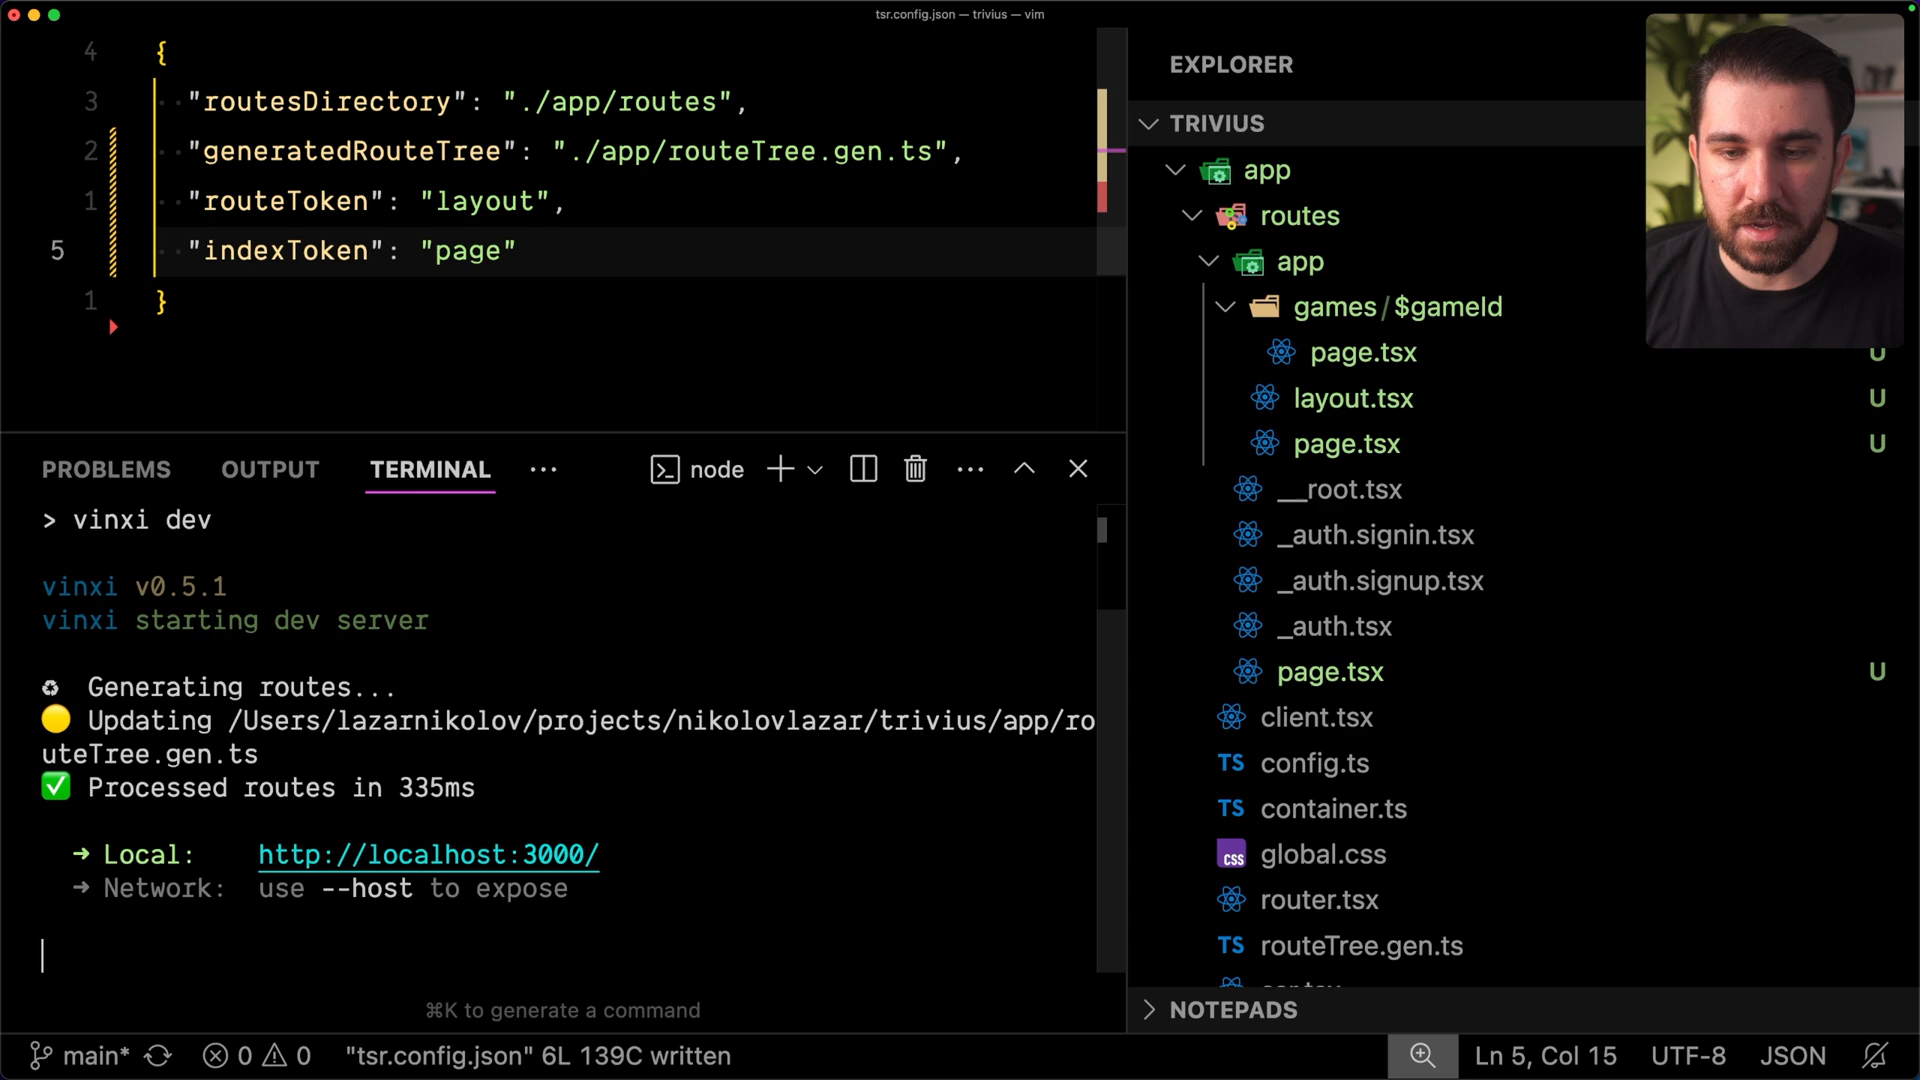 tsr.config.json — trivius — vim
4 {
3 "routesDirectory": "./app/routes",
2 "generatedRouteTree": "./app/routeTree.gen.ts",
1 "routeToken": "layout",
5 "indexToken": "page"
1 }
PROBLEMS OUTPUT TERMINAL ··· node
> vinxi dev
vinxi v0.5.1
vinxi starting dev server
♻ Generating routes...
🟡 Updating /Users/lazarnikolov/projects/nikolovlazar/trivius/app/ro
uteTree.gen.ts
✅ Processed routes in 335ms
➜ Local: http://localhost:3000/
➜ Network: use --host to expose
⌘K to generate a command
EXPLORER
TRIVIUS
app
routes
app
games/$gameId
page.tsx U
layout.tsx U
page.tsx U
__root.tsx
_auth.signin.tsx
_auth.signup.tsx
_auth.tsx
page.tsx U
client.tsx
TS config.ts
TS container.ts
CSS global.css
router.tsx
TS routeTree.gen.ts
NOTEPADS
main* 0 0 "tsr.config.json" 6L 139C written
Ln 5, Col 15 UTF-8 JSON